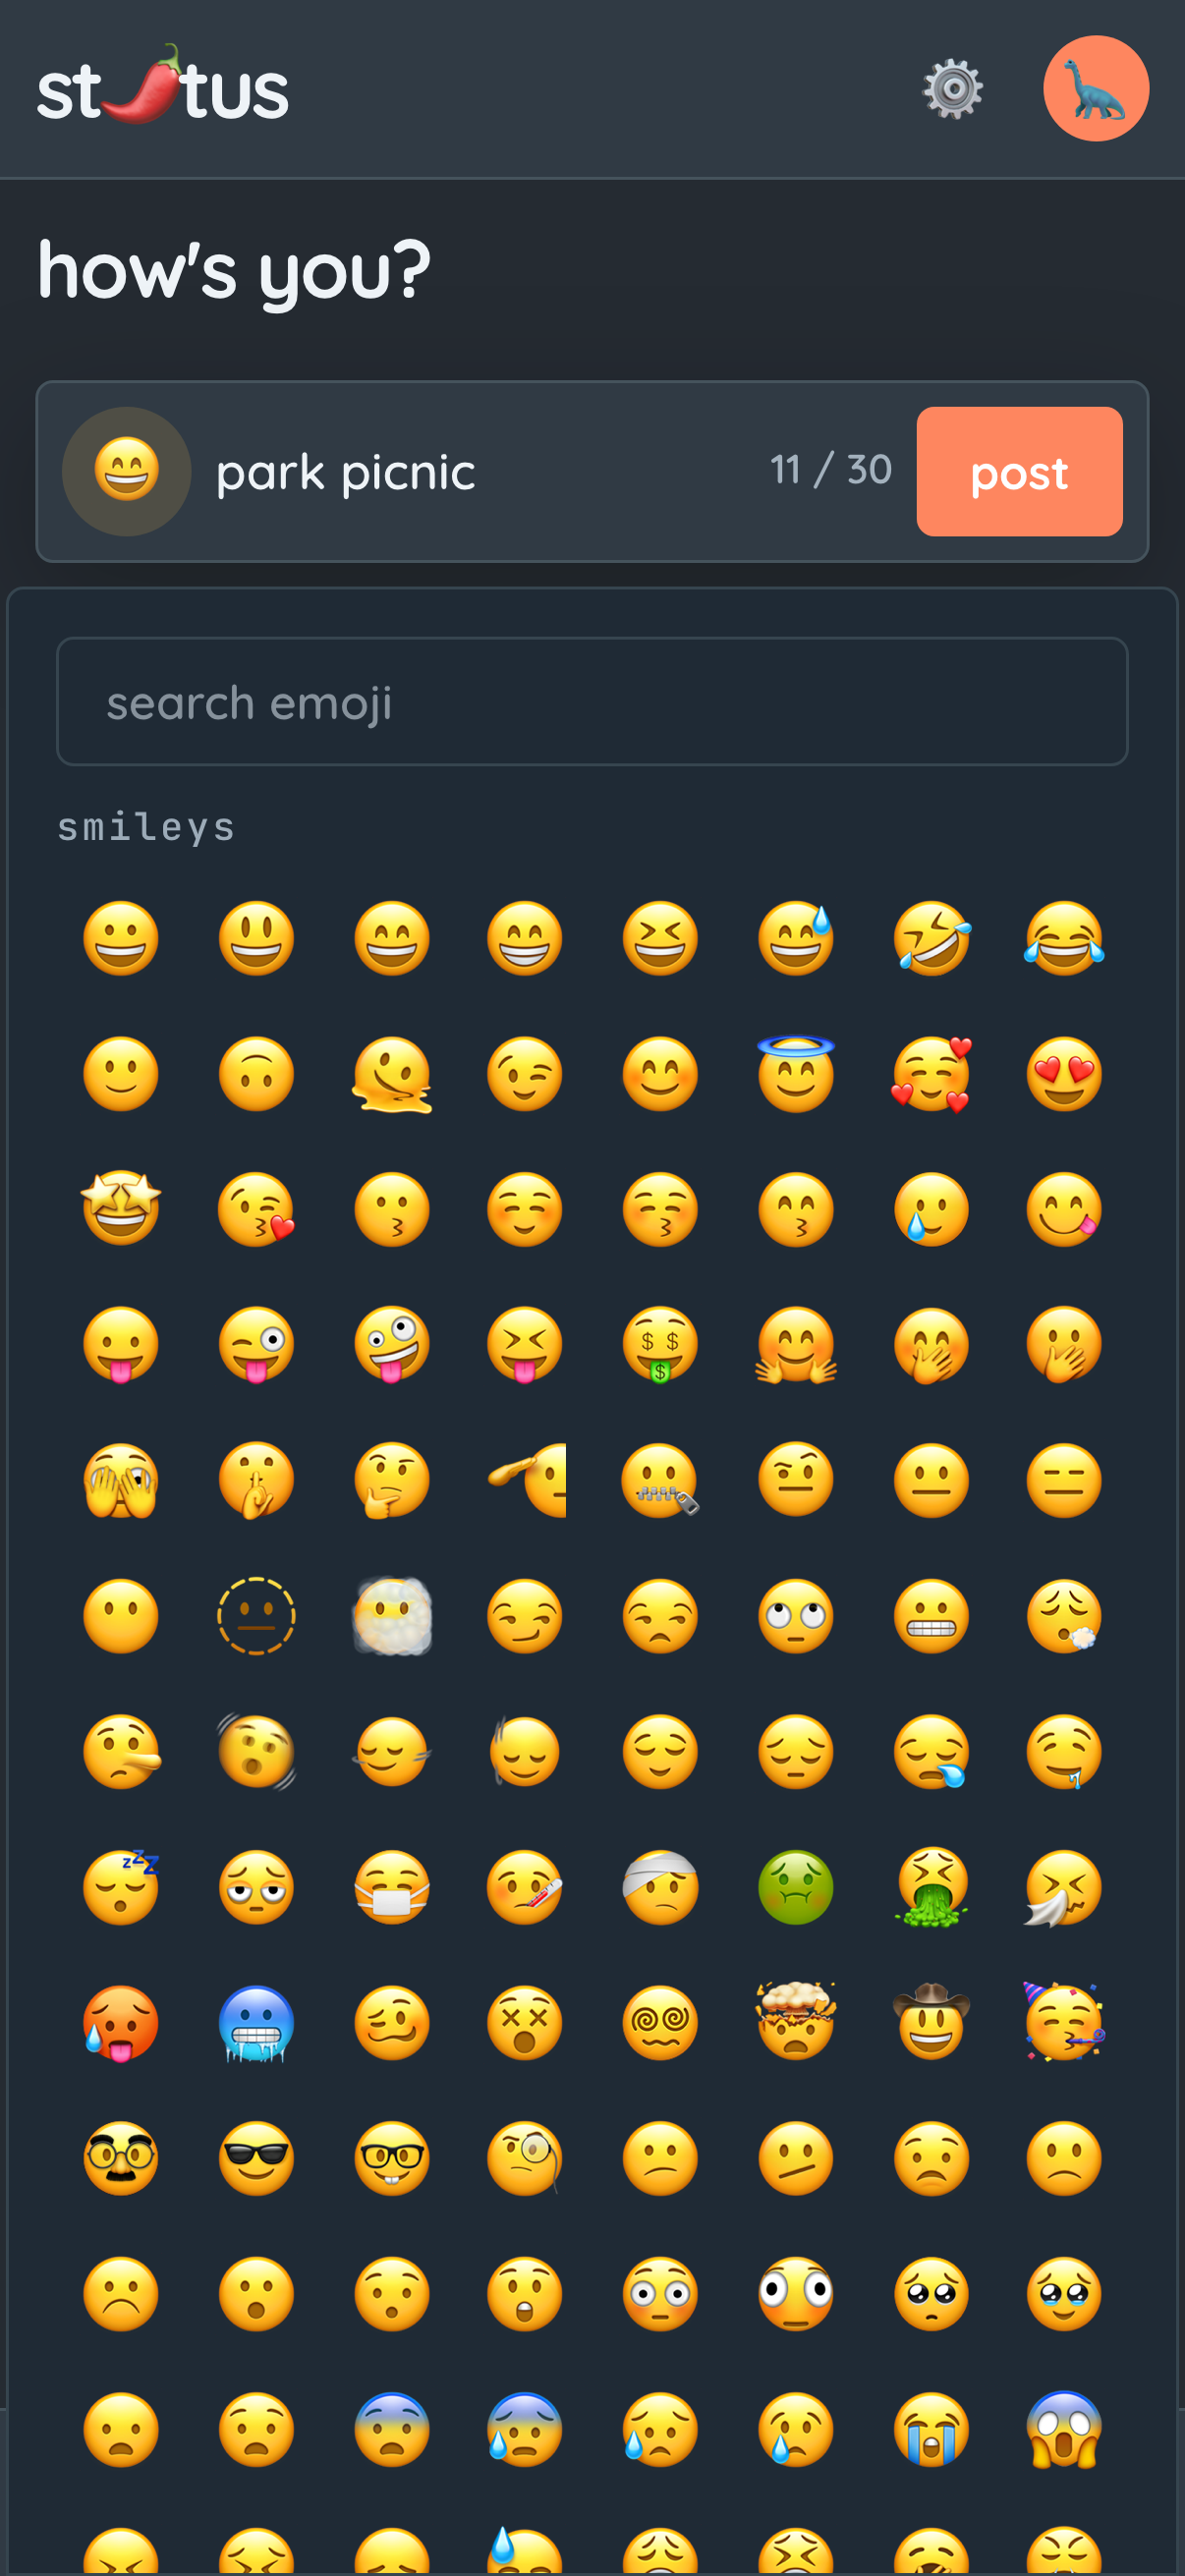 st🌶️tus
how's you?
park picnic
11 / 30
post
search emoji
smileys